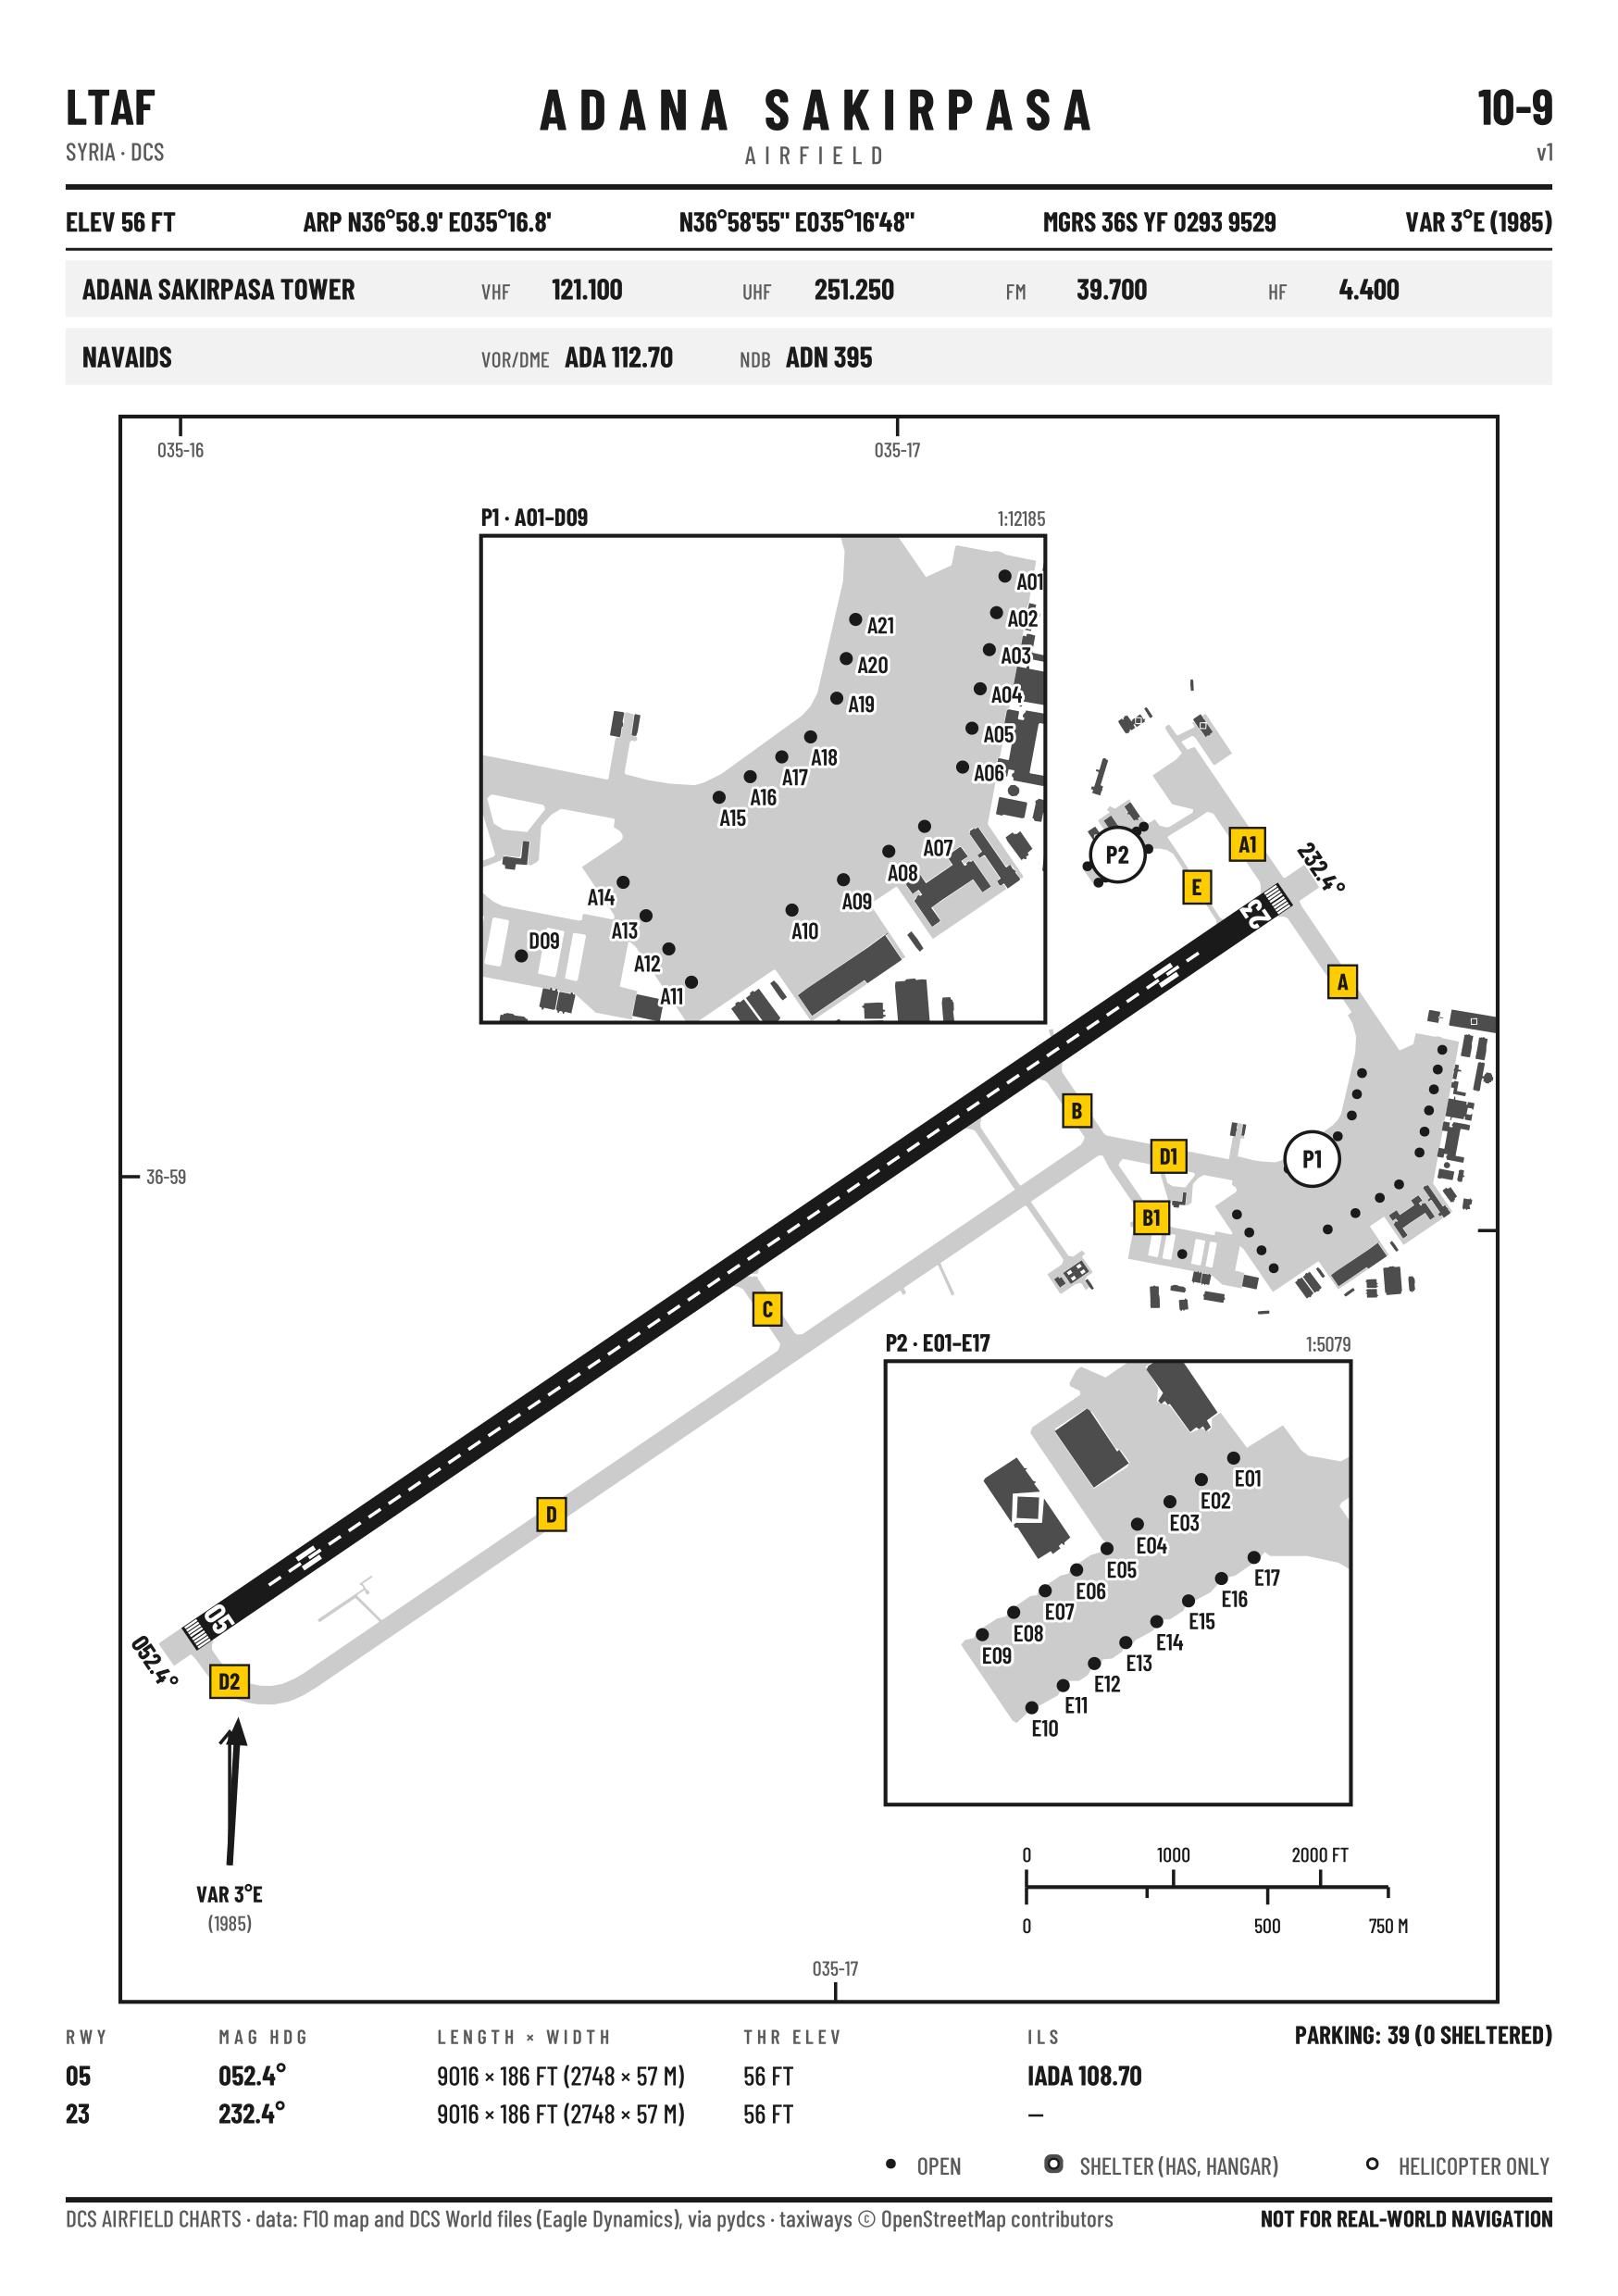 LTAF
ADANA SAKIRPASA
10-9
SYRIA · DCS
AIRFIELD
v1
ELEV 56 FT
ARP N36°58.9' E035°16.8'
N36°58'55" E035°16'48"
MGRS 36S YF 0293 9529
VAR 3°E (1985)
ADANA SAKIRPASA TOWER
VHF 121.100
UHF 251.250
FM 39.700
HF 4.400
NAVAIDS
VOR/DME ADA 112.70
NDB ADN 395
035-16
035-17
P1 · A01–D09
1:12185
A01
A02
A03
A04
A05
A06
A07
A08
A09
A10
A11
A12
A13
A14
A15
A16
A17
A18
A19
A20
A21
D09
P2
A1
E
232.4°
23
A
B
D1
P1
B1
36-59
C
D
05
052.4°
D2
P2 · E01–E17
1:5079
E01
E02
E03
E04
E05
E06
E07
E08
E09
E10
E11
E12
E13
E14
E15
E16
E17
VAR 3°E
(1985)
0 1000 2000 FT
0 500 750 M
035-17
RWY MAG HDG LENGTH × WIDTH THR ELEV ILS PARKING: 39 (0 SHELTERED)
05 052.4° 9016 × 186 FT (2748 × 57 M) 56 FT IADA 108.70
23 232.4° 9016 × 186 FT (2748 × 57 M) 56 FT –
OPEN SHELTER (HAS, HANGAR) HELICOPTER ONLY
DCS AIRFIELD CHARTS · data: F10 map and DCS World files (Eagle Dynamics), via pydcs · taxiways © OpenStreetMap contributors
NOT FOR REAL-WORLD NAVIGATION